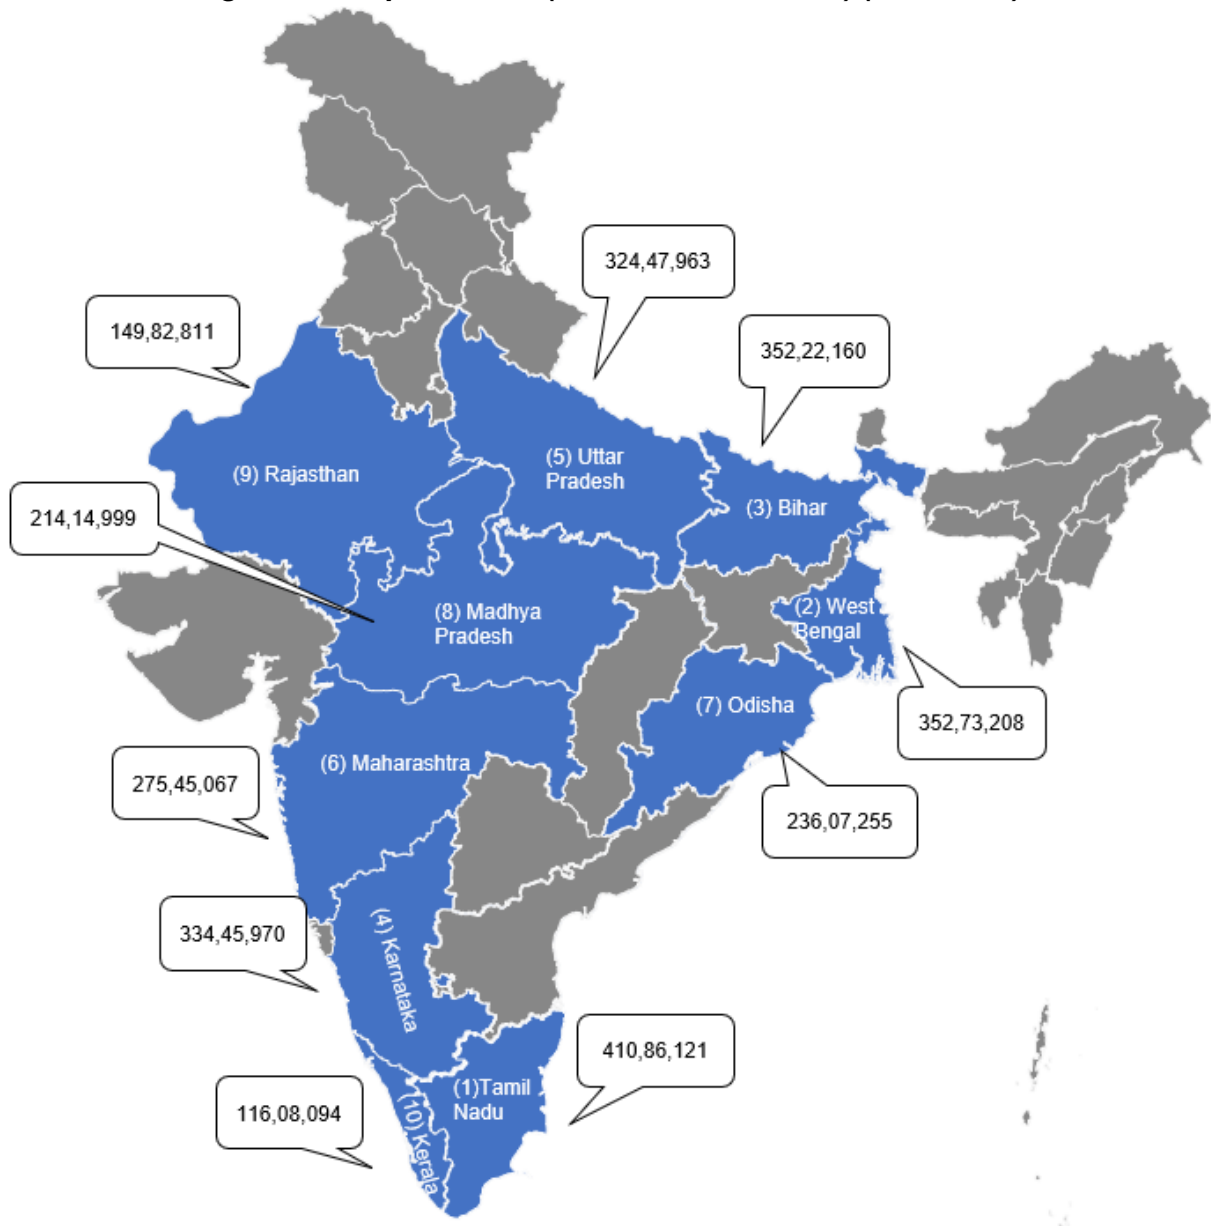 324,47,963
149,82,811
352,22,160
(5) Uttar
Pradesh
(9) Rajasthan
(3) Bihar
214,14,999
(8) Madhya
Pradesh
(2) West
Bengal
(7) Odisha
352,73,208
(6) Maharashtra
275,45,067
236,07,255
334,45,970
(4) Karnataka
410,86,121
(1)Tamil
Nadu
116,08,094
(10) Kerala